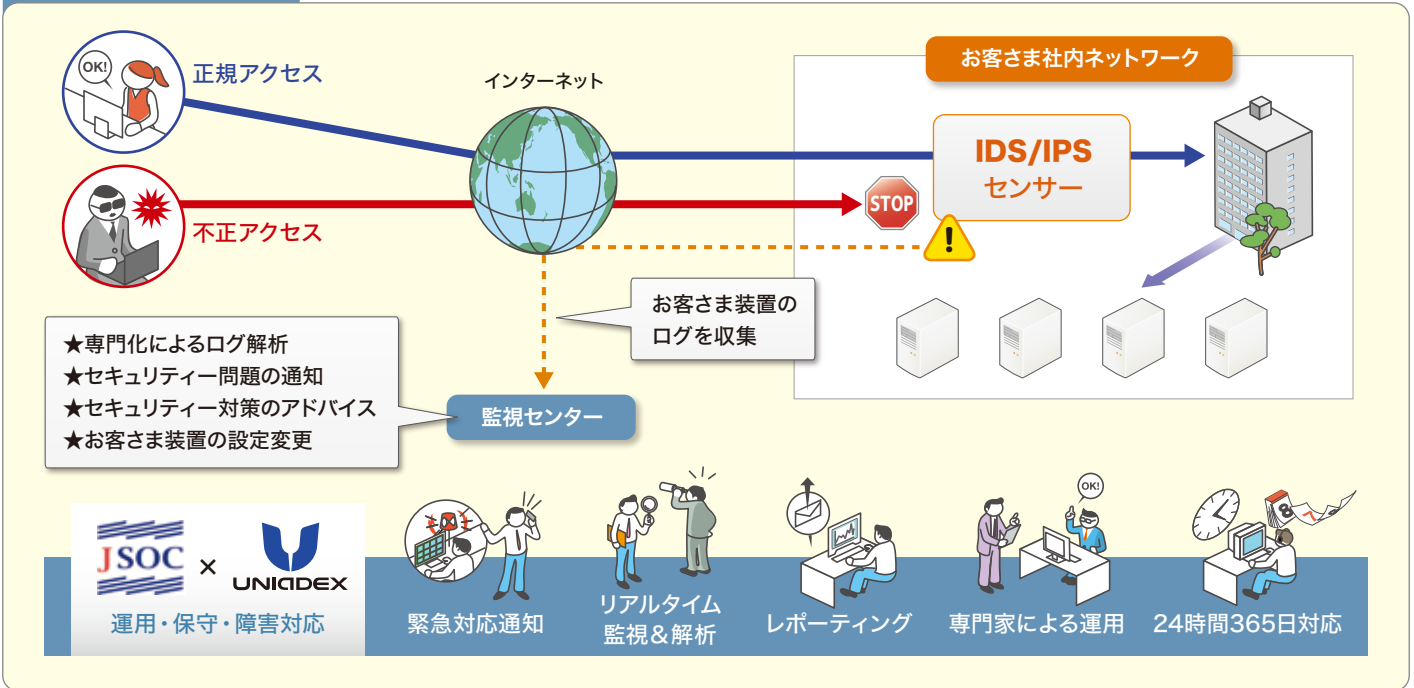 OK!
正規アクセス
インターネット
お客さま社内ネットワーク
IDS/IPS
センサー
STOP
!
不正アクセス
お客さま装置の
ログを収集
★専門化によるログ解析
★セキュリティー問題の通知
★セキュリティー対策のアドバイス
★お客さま装置の設定変更
監視センター
JSOC × UNIADEX
運用・保守・障害対応
緊急対応通知
リアルタイム
監視&解析
レポーティング
OK!
専門家による運用
8 7
24時間365日対応